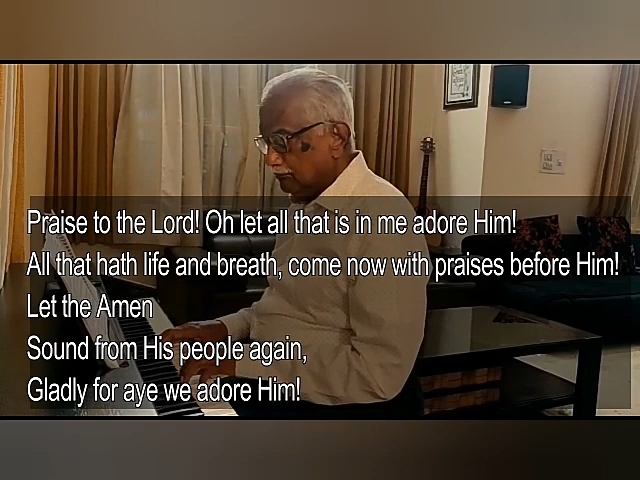 Praise to the Lord! Oh let all that is in me adore Him!
All that hath life and breath, come now with praises before Him!
Let the Amen
Sound from His people again,
Gladly for aye we adore Him!